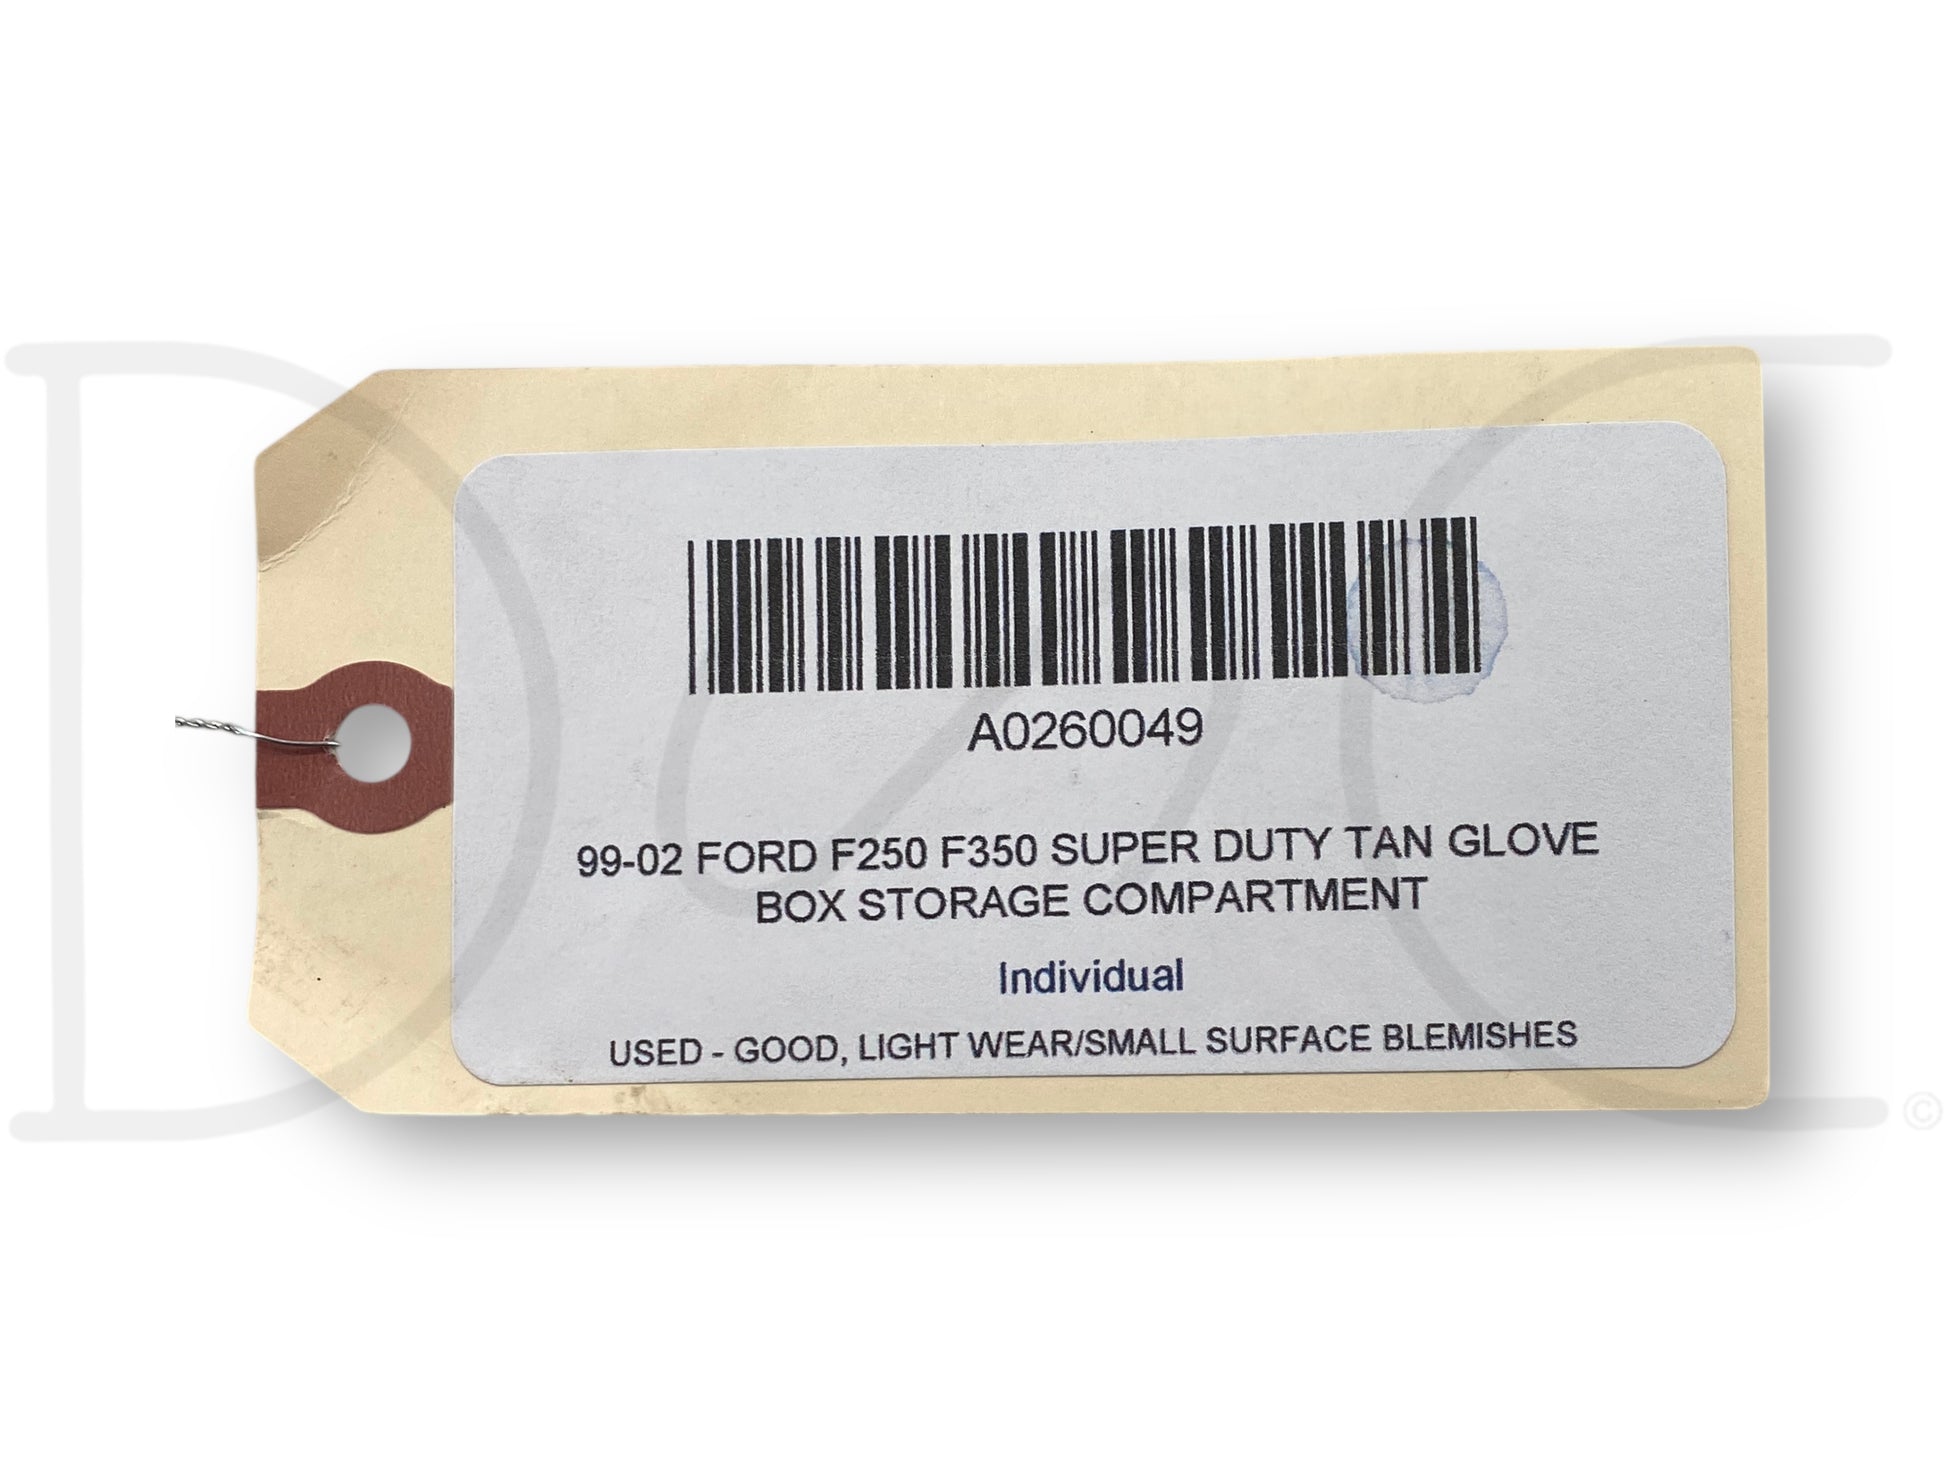 A0260049
99-02 FORD F250 F350 SUPER DUTY TAN GLOVE
BOX STORAGE COMPARTMENT
Individual
USED - GOOD, LIGHT WEAR/SMALL SURFACE BLEMISHES
©